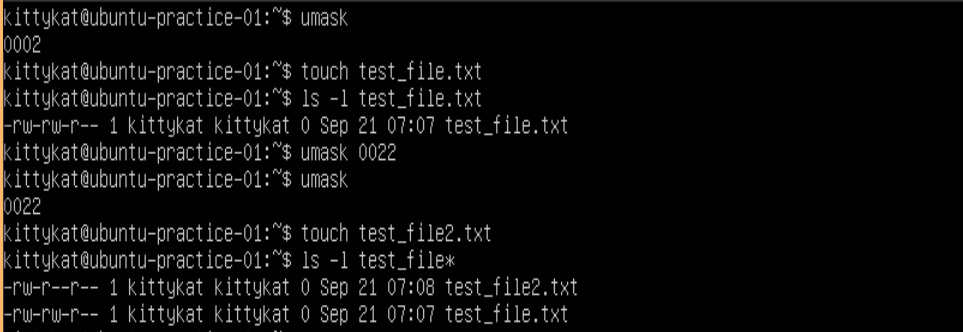 kittykat@ubuntu-practice-01:~$ umask
0002
kittykat@ubuntu-practice-01:~$ touch test_file.txt
kittykat@ubuntu-practice-01:~$ ls -l test_file.txt
-rw-rw-r-- 1 kittykat kittykat 0 Sep 21 07:07 test_file.txt
kittykat@ubuntu-practice-01:~$ umask 0022
kittykat@ubuntu-practice-01:~$ umask
0022
kittykat@ubuntu-practice-01:~$ touch test_file2.txt
kittykat@ubuntu-practice-01:~$ ls -l test_file*
-rw-r--r-- 1 kittykat kittykat 0 Sep 21 07:08 test_file2.txt
-rw-rw-r-- 1 kittykat kittykat 0 Sep 21 07:07 test_file.txt